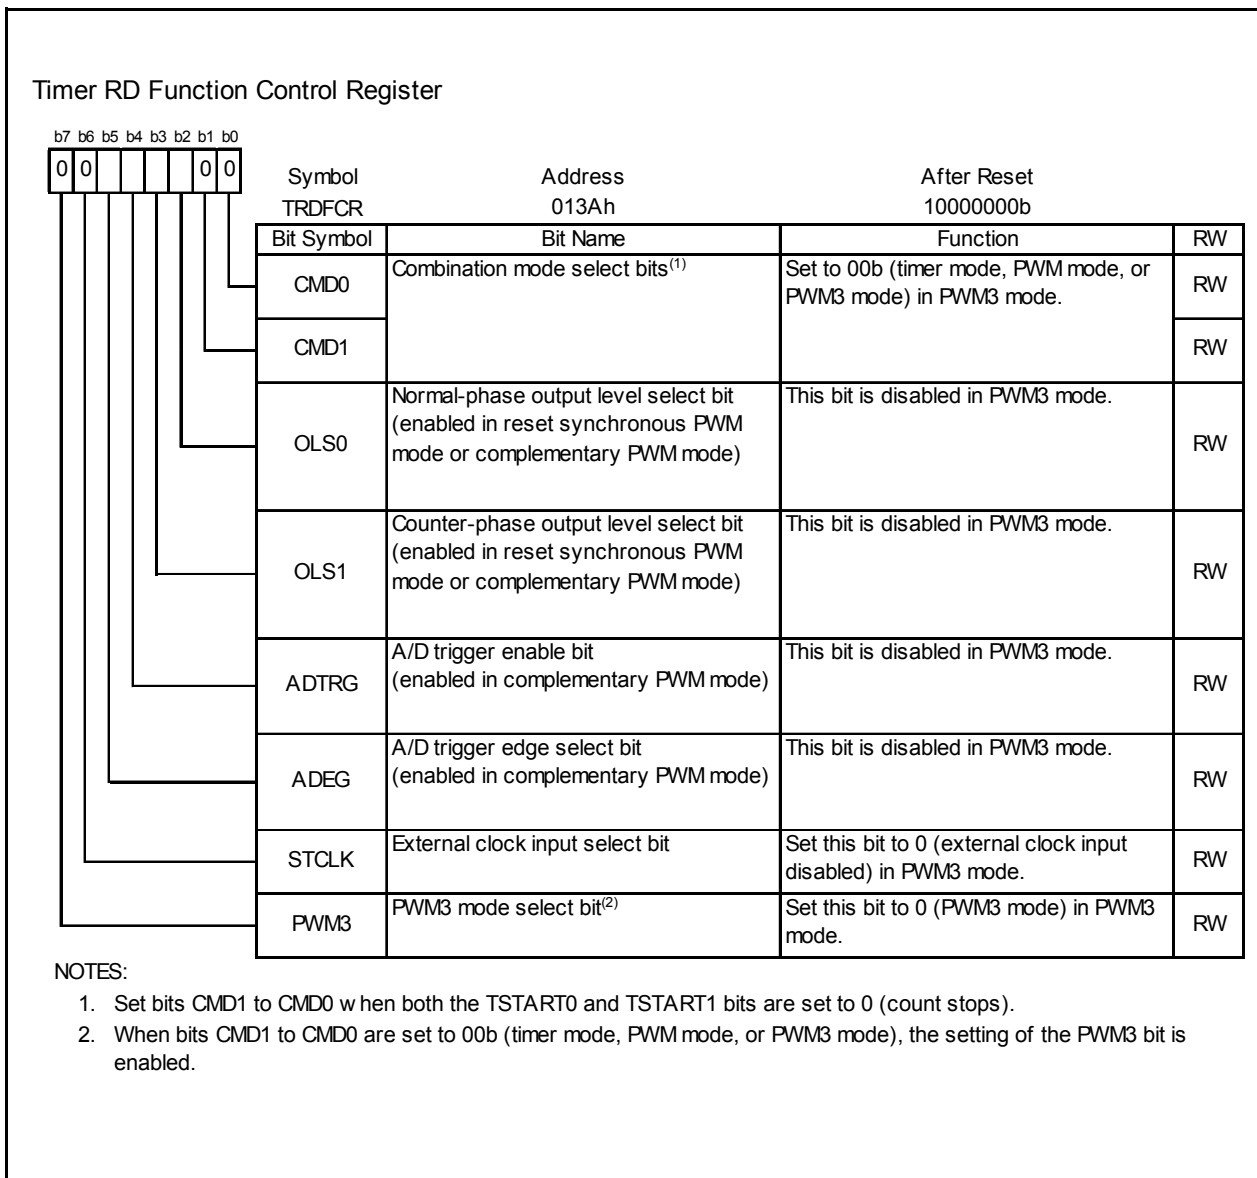 Timer RD Function Control Register
b7 b6 b5 b4 b3 b2 b1 b0
0 0 0 0
Symbol Address After Reset
TRDFCR 013Ah 10000000b
Bit Symbol Bit Name Function RW
CMD0 Combination mode select bits(1) Set to 00b (timer mode, PWM mode, or
PWM3 mode) in PWM3 mode. RW
CMD1 RW
OLS0 Normal-phase output level select bit
(enabled in reset synchronous PWM
mode or complementary PWM mode) This bit is disabled in PWM3 mode. RW
OLS1 Counter-phase output level select bit
(enabled in reset synchronous PWM
mode or complementary PWM mode) This bit is disabled in PWM3 mode. RW
ADTRG A/D trigger enable bit
(enabled in complementary PWM mode) This bit is disabled in PWM3 mode. RW
ADEG A/D trigger edge select bit
(enabled in complementary PWM mode) This bit is disabled in PWM3 mode. RW
STCLK External clock input select bit Set this bit to 0 (external clock input
disabled) in PWM3 mode. RW
PWM3 PWM3 mode select bit(2) Set this bit to 0 (PWM3 mode) in PWM3
mode. RW
NOTES:
1. Set bits CMD1 to CMD0 when both the TSTART0 and TSTART1 bits are set to 0 (count stops).
2. When bits CMD1 to CMD0 are set to 00b (timer mode, PWM mode, or PWM3 mode), the setting of the PWM3 bit is
enabled.